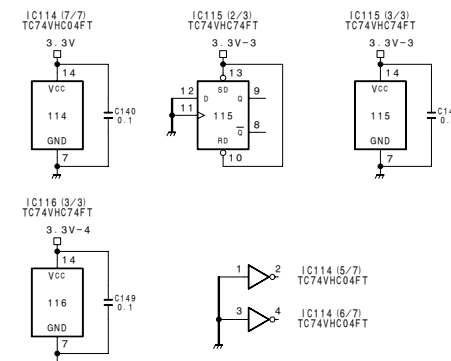 IC114 (7/7)
TC74VHC04FT
3.3V
14
VCC
114
GND
7
C140
0.1
IC115 (2/3)
TC74VHC74FT
3.3V-3
13
12
D
SD
Q
9
11
115
Q
8
RD
10
IC115 (3/3)
TC74VHC74FT
3.3V-3
14
VCC
115
GND
7
0.
IC116 (3/3)
TC74VHC74FT
3.3V-4
14
VCC
116
GND
7
C149
0.1
1
2
IC114 (5/7)
TC74VHC04FT
3
4
IC114 (6/7)
TC74VHC04FT